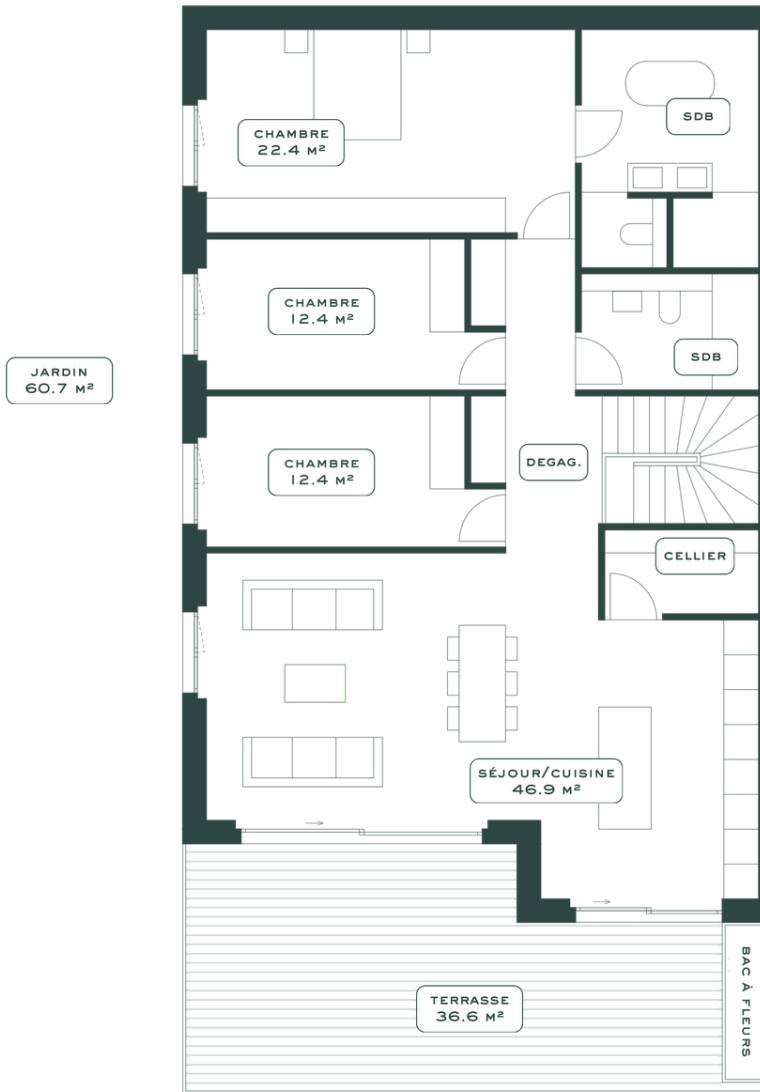 CHAMBRE
22.4 M²
SDB
CHAMBRE
12.4 M²
SDB
JARDIN
60.7 M²
CHAMBRE
12.4 M²
DEGAG.
CELLIER
SÉJOUR/CUISINE
46.9 M²
TERRASSE
36.6 M²
BAC À FLEURS